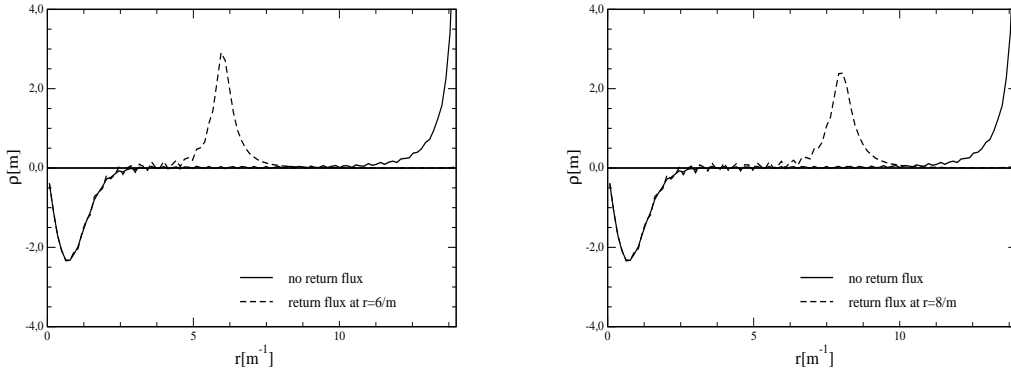 4,0
2,0
0,0
-2,0
-4,0
ρ [m]
no return flux
return flux at r=6/m
0 5 10
r[m⁻¹]
4,0
2,0
0,0
-2,0
-4,0
ρ [m]
no return flux
return flux at r=8/m
0 5 10
r[m⁻¹]